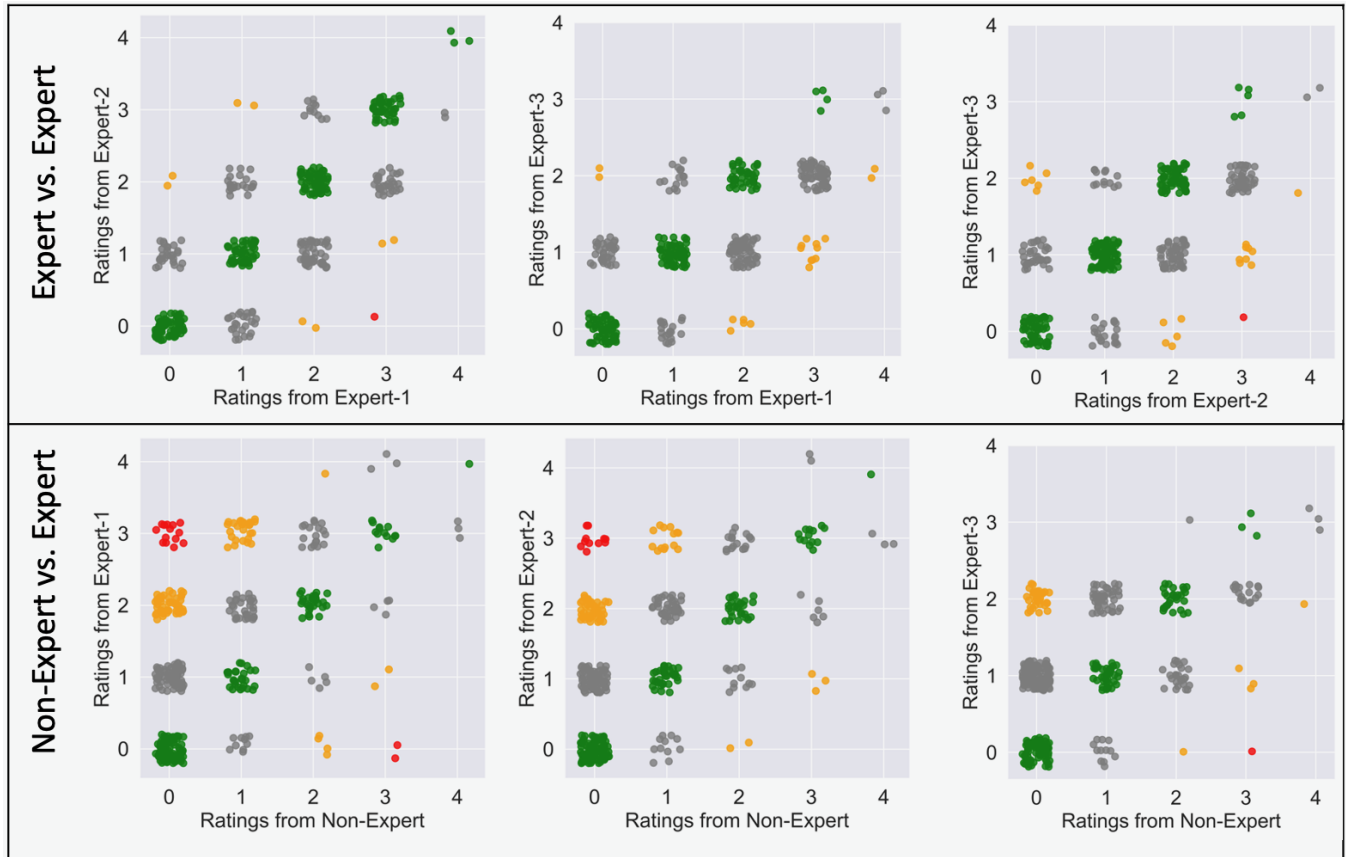 Expert vs. Expert
Ratings from Expert-2
4
3
2
1
0
0 1 2 3 4
Ratings from Expert-1
Ratings from Expert-3
4
3
2
1
0
0 1 2 3 4
Ratings from Expert-1
Ratings from Expert-3
4
3
2
1
0
0 1 2 3 4
Ratings from Expert-2
Non-Expert vs. Expert
Ratings from Expert-1
4
3
2
1
0
0 1 2 3 4
Ratings from Non-Expert
Ratings from Expert-2
4
3
2
1
0
0 1 2 3 4
Ratings from Non-Expert
Ratings from Expert-3
4
3
2
1
0
0 1 2 3 4
Ratings from Non-Expert